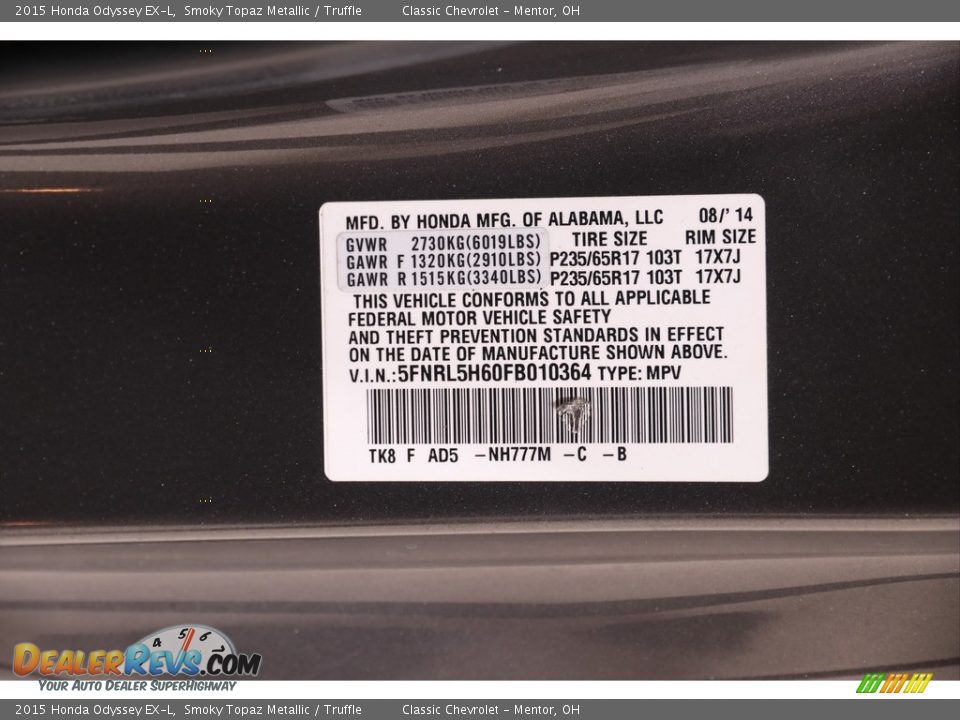 2015 Honda Odyssey EX-L, Smoky Topaz Metallic / Truffle Classic Chevrolet - Mentor, OH
MFD. BY HONDA MFG. OF ALABAMA, LLC 08/' 14
GVWR 2730KG(6019LBS) TIRE SIZE RIM SIZE
GAWR F 1320KG(2910LBS) P235/65R17 103T 17X7J
GAWR R 1515KG(3340LBS) P235/65R17 103T 17X7J
THIS VEHICLE CONFORMS TO ALL APPLICABLE
FEDERAL MOTOR VEHICLE SAFETY
AND THEFT PREVENTION STANDARDS IN EFFECT
ON THE DATE OF MANUFACTURE SHOWN ABOVE.
V.I.N.:5FNRL5H60FB010364 TYPE: MPV
TK8 F AD5 -NH777M -C -B
4 5 6
DEALERREVS.COM
YOUR AUTO DEALER SUPERHIGHWAY
2015 Honda Odyssey EX-L, Smoky Topaz Metallic / Truffle Classic Chevrolet - Mentor, OH